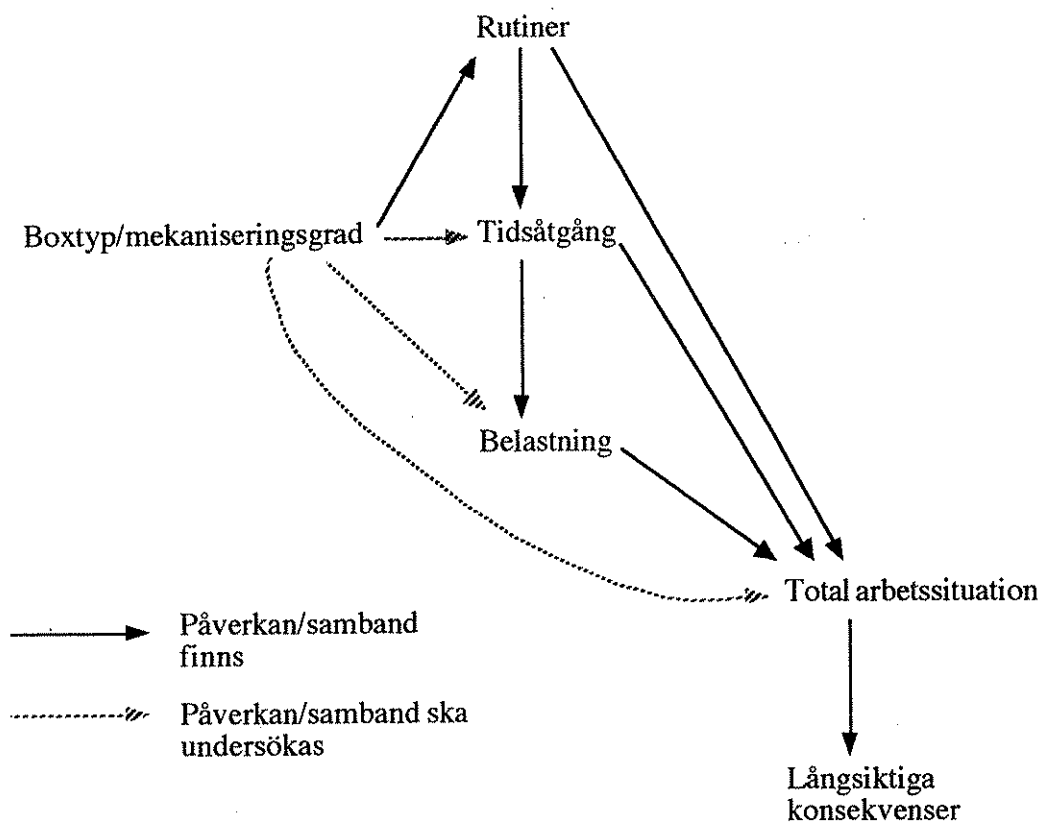 Rutiner
Boxtyp/mekaniseringsgrad
Tidsåtgång
Belastning
Total arbetssituation
Påverkan/samband
finns
Påverkan/samband ska
undersökas
Långsiktiga
konsekvenser